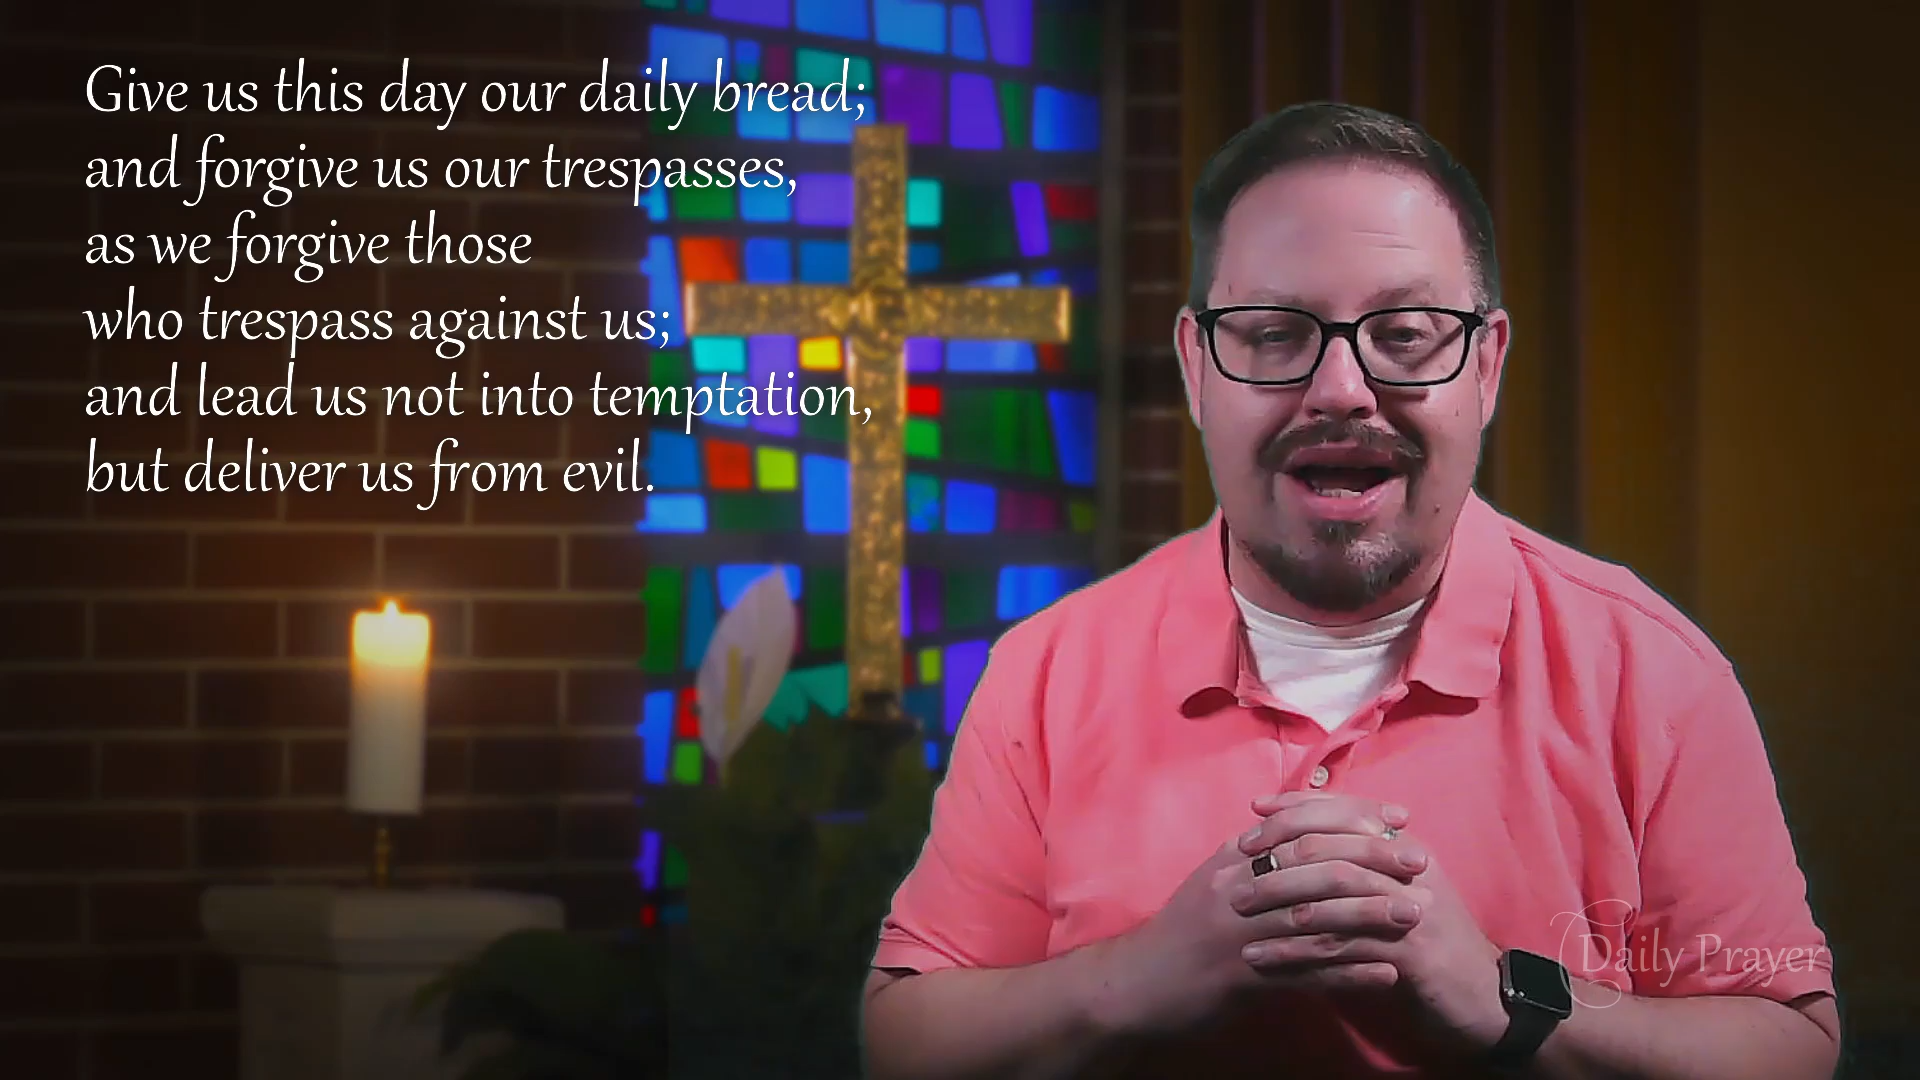 Give us this day our daily bread;
and forgive us our trespasses,
as we forgive those
who trespass against us;
and lead us not into temptation,
but deliver us from evil.
Daily Prayer